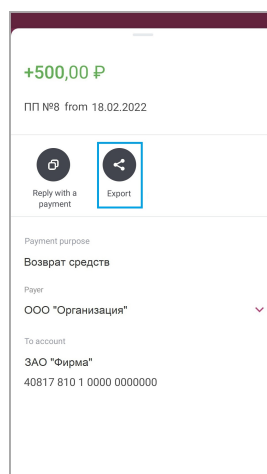 +500,00 ₽
ПП №8 from 18.02.2022
Reply with a
payment
Export
Payment purpose
Возврат средств
Payer
ООО "Организация"
To account
ЗАО "Фирма"
40817 810 1 0000 0000000